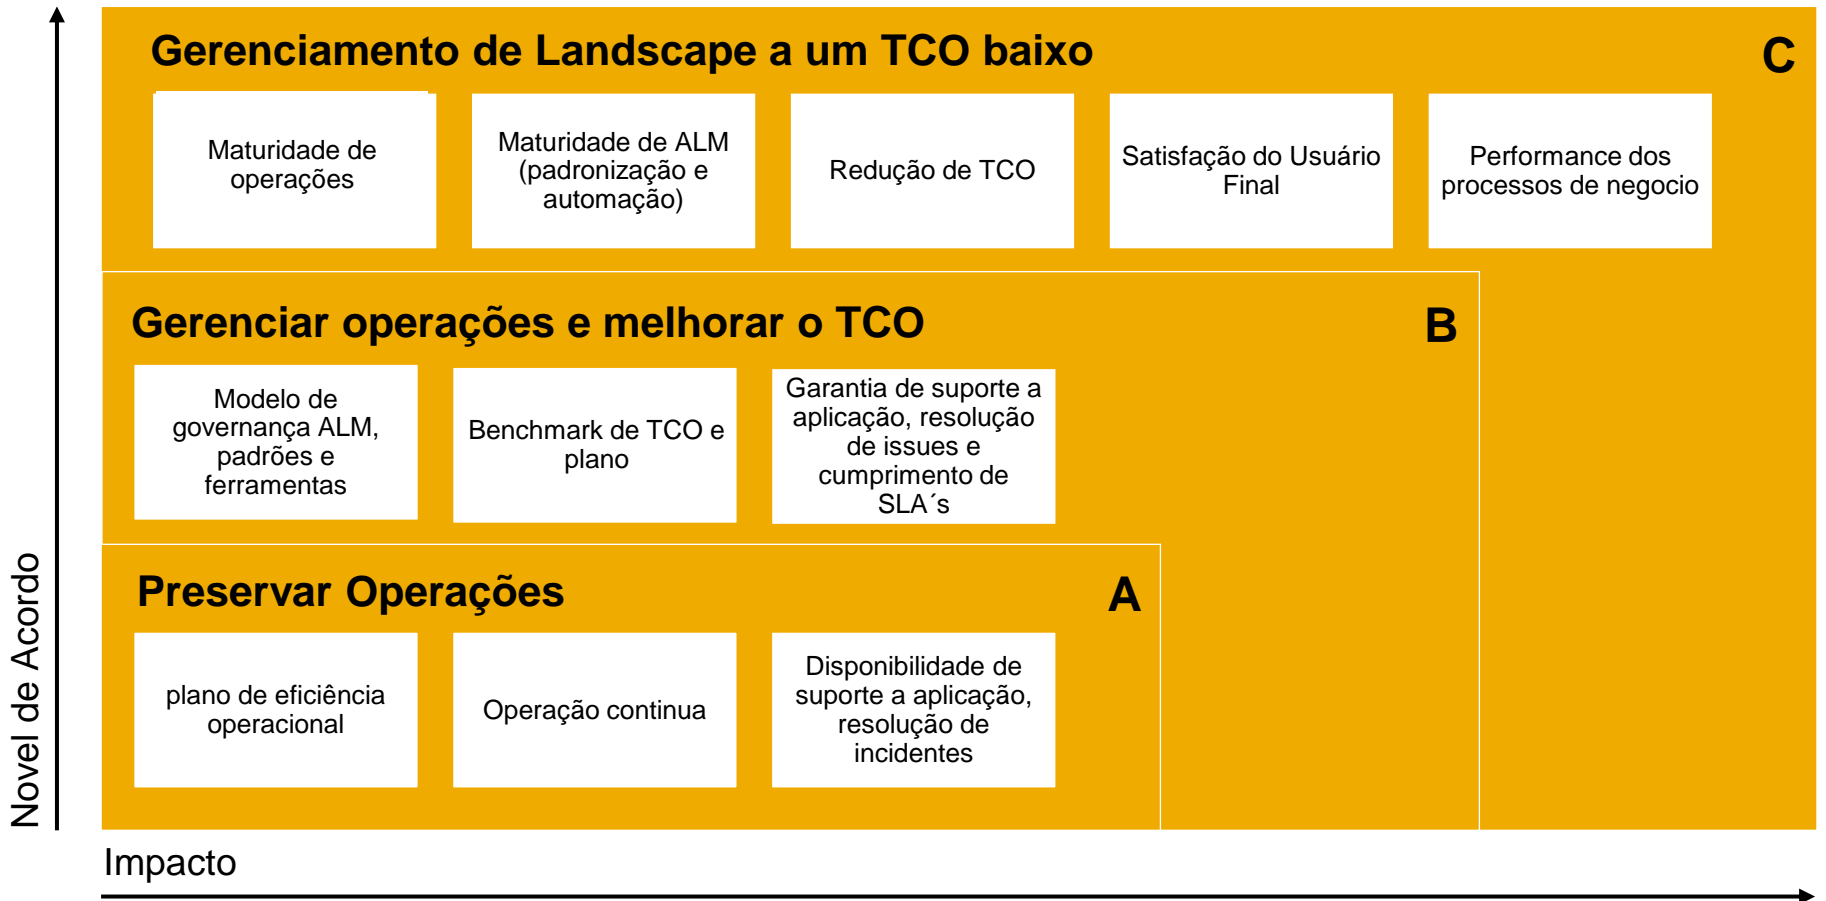 Gerenciamento de Landscape a um TCO baixo
C
Maturidade de
operações
Maturidade de ALM
(padronização e
automação)
Redução de TCO
Satisfação do Usuário
Final
Performance dos
processos de negocio
Gerenciar operações e melhorar o TCO
B
Modelo de
governança ALM,
padrões e
ferramentas
Benchmark de TCO e
plano
Garantia de suporte a
aplicação, resolução
de issues e
cumprimento de
SLA´s
Preservar Operações
A
plano de eficiência
operacional
Operação continua
Disponibilidade de
suporte a aplicação,
resolução de
incidentes
Novel de Acordo
Impacto